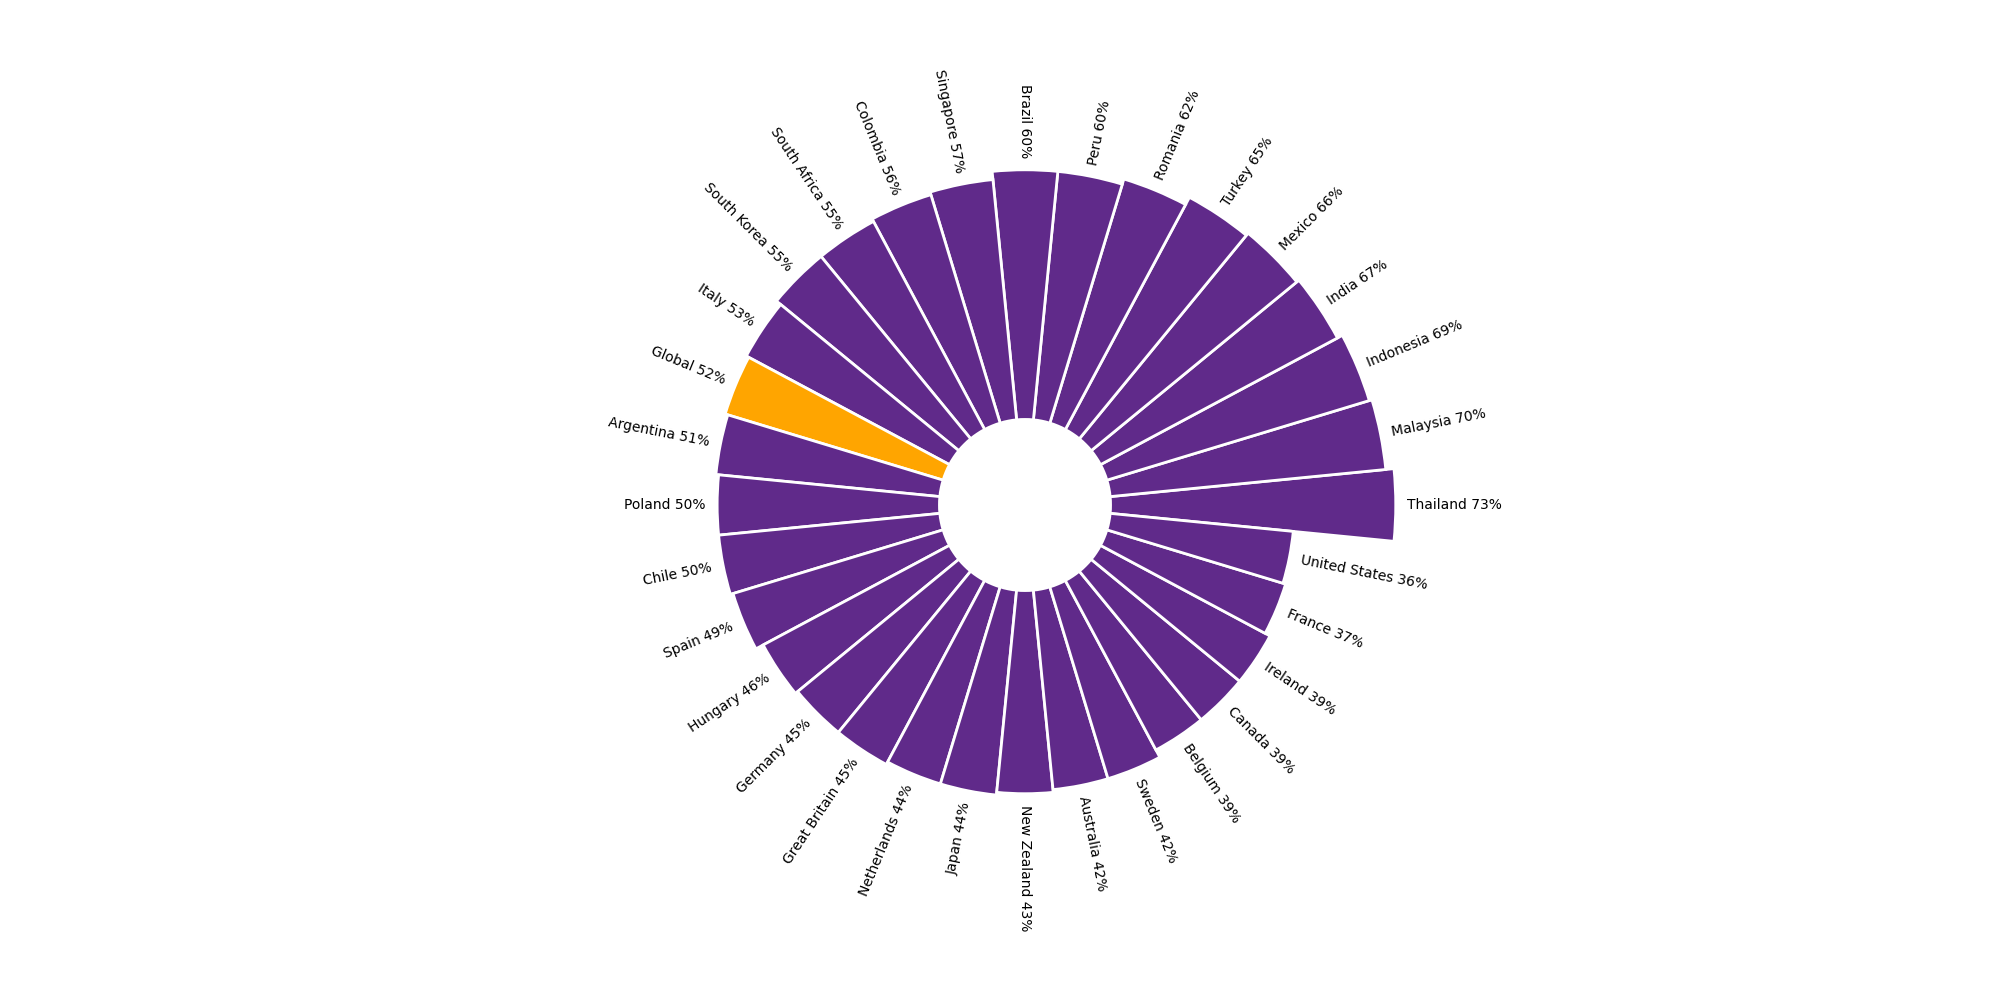 Thailand 73%
Malaysia 70%
Indonesia 69%
India 67%
Mexico 66%
Turkey 65%
Romania 62%
Peru 60%
Brazil 60%
Singapore 57%
Colombia 56%
South Africa 55%
South Korea 55%
Italy 53%
Global 52%
Argentina 51%
Poland 50%
Chile 50%
Spain 49%
Hungary 46%
Germany 45%
Great Britain 45%
Netherlands 44%
Japan 44%
New Zealand 43%
Australia 42%
Sweden 42%
Belgium 39%
Canada 39%
Ireland 39%
France 37%
United States 36%